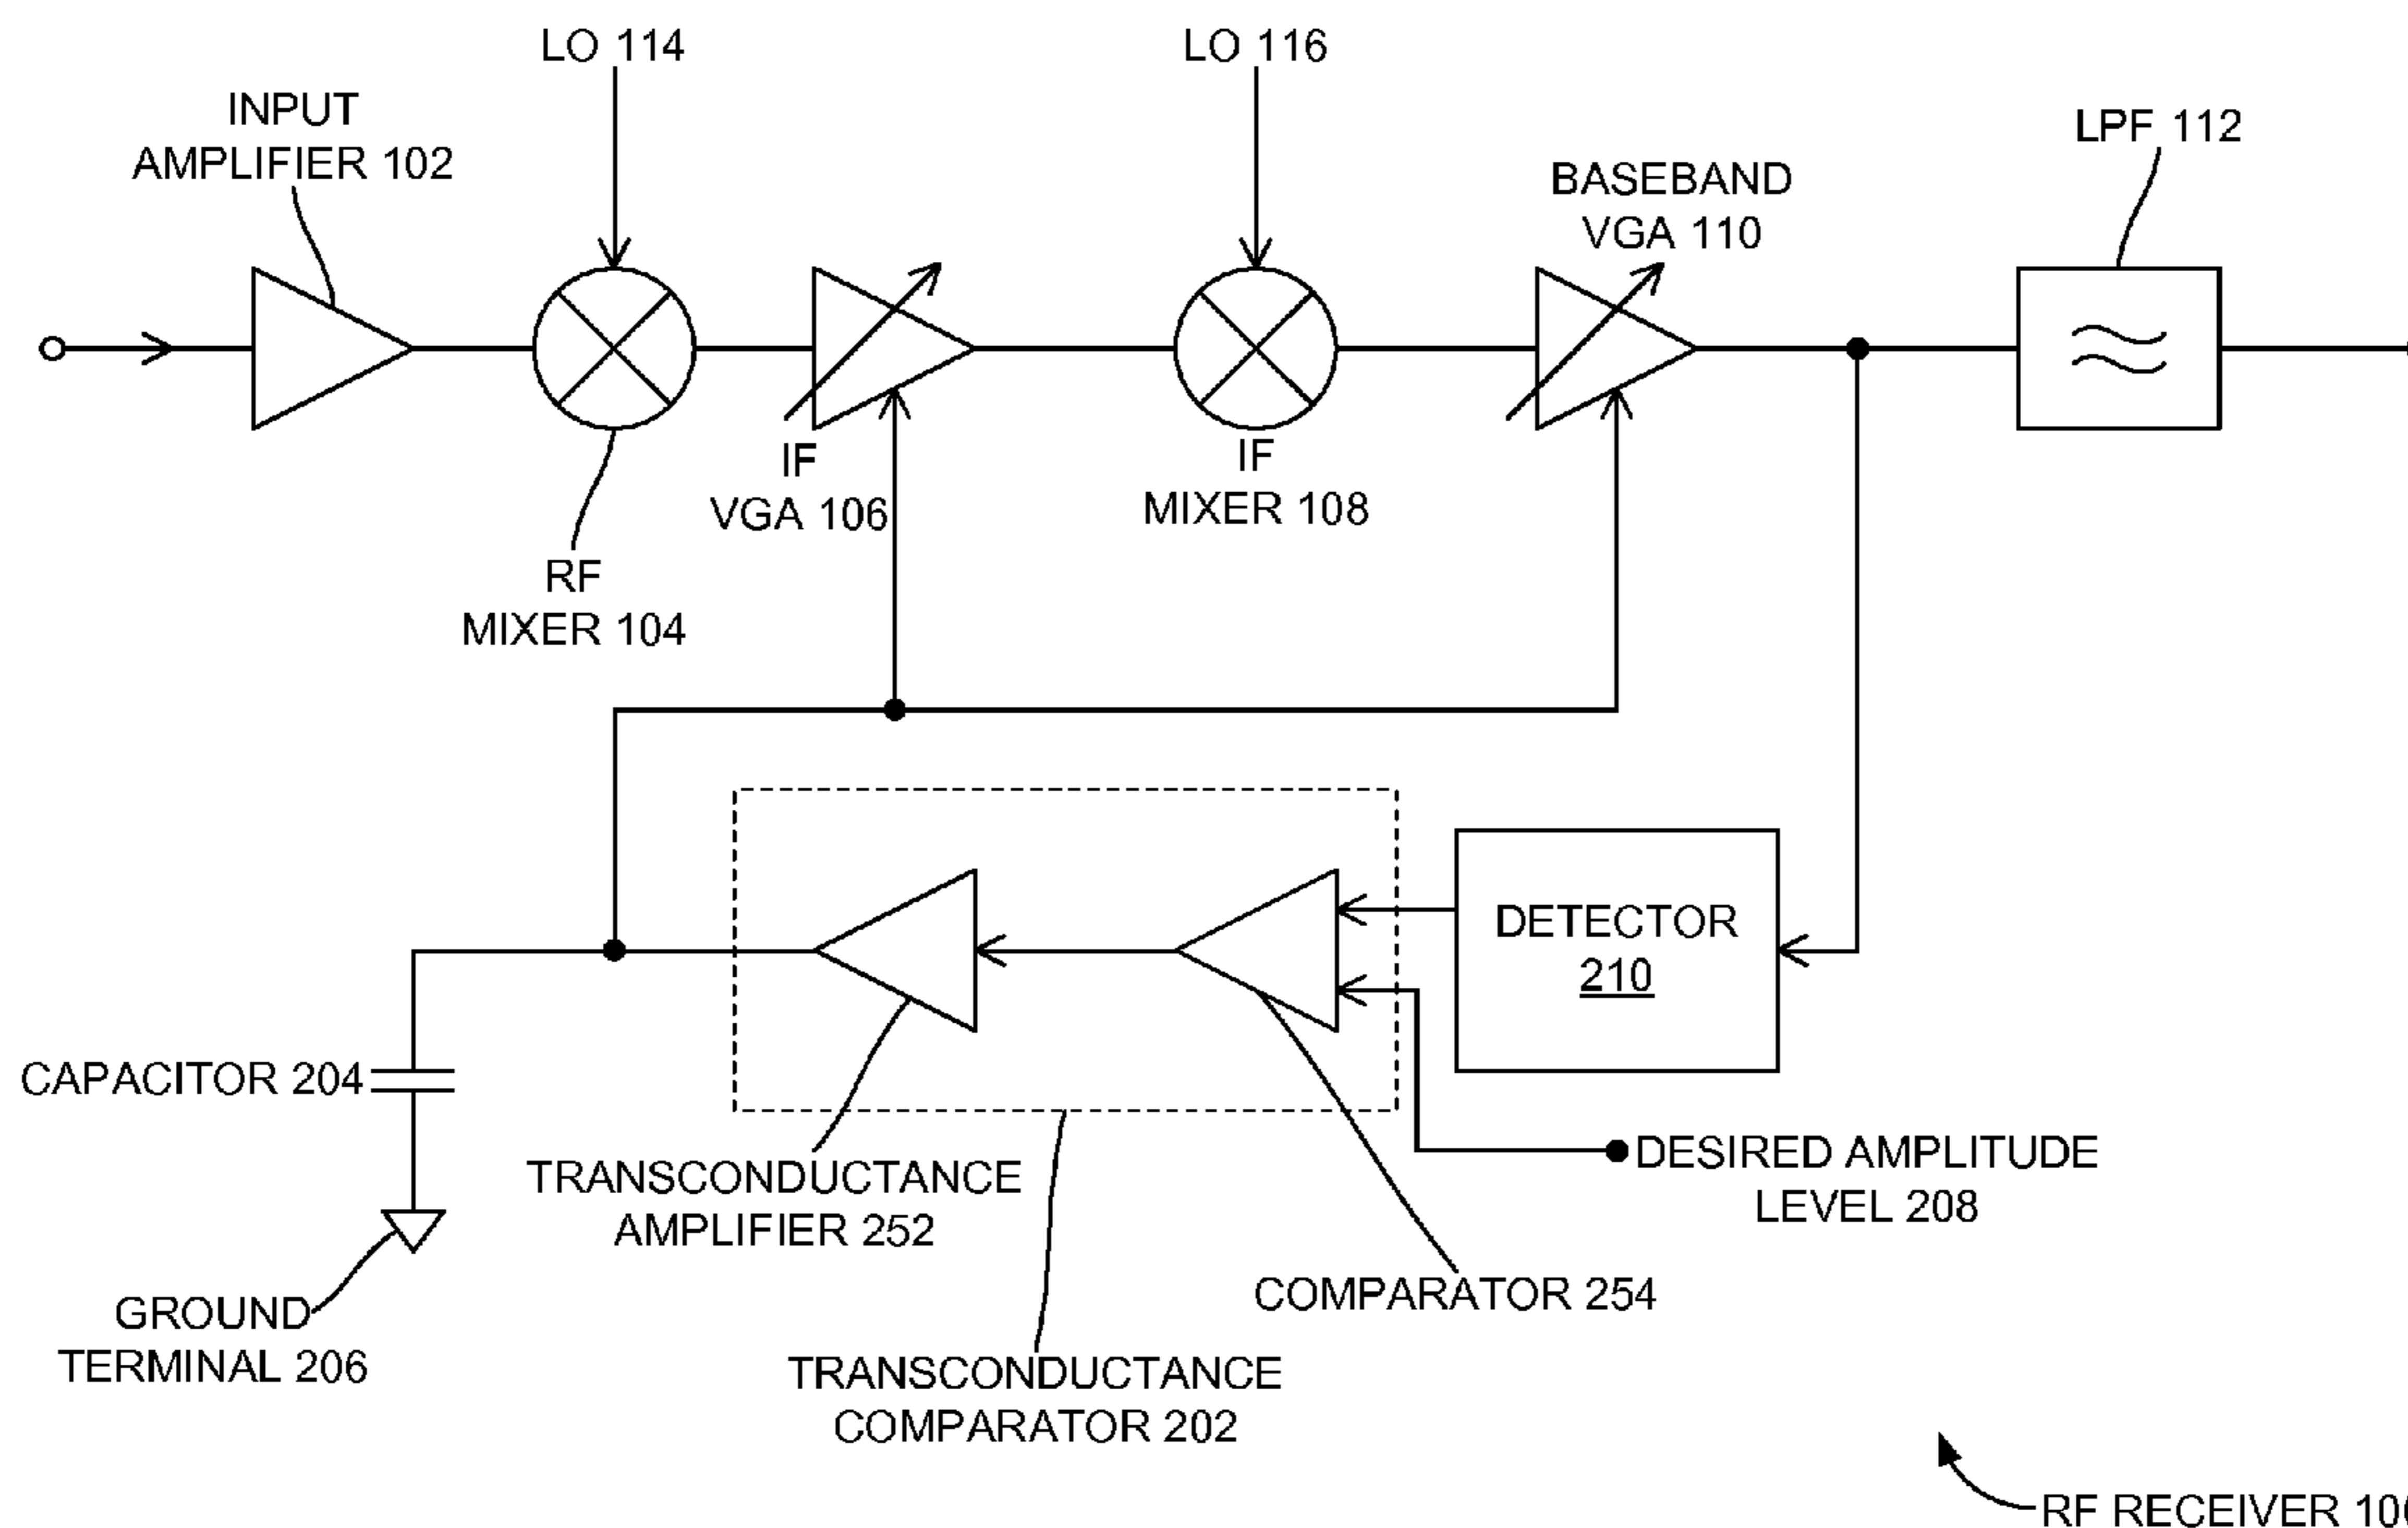 LO 114
LO 116
INPUT
AMPLIFIER 102
LPF 112
BASEBAND
VGA 110
IF
VGA 106
IF
MIXER 108
RF
MIXER 104
DETECTOR
210
CAPACITOR 204
TRANSCONDUCTANCE
AMPLIFIER 252
DESIRED AMPLITUDE
LEVEL 208
COMPARATOR 254
GROUND
TERMINAL 206
TRANSCONDUCTANCE
COMPARATOR 202
RF RECEIVER